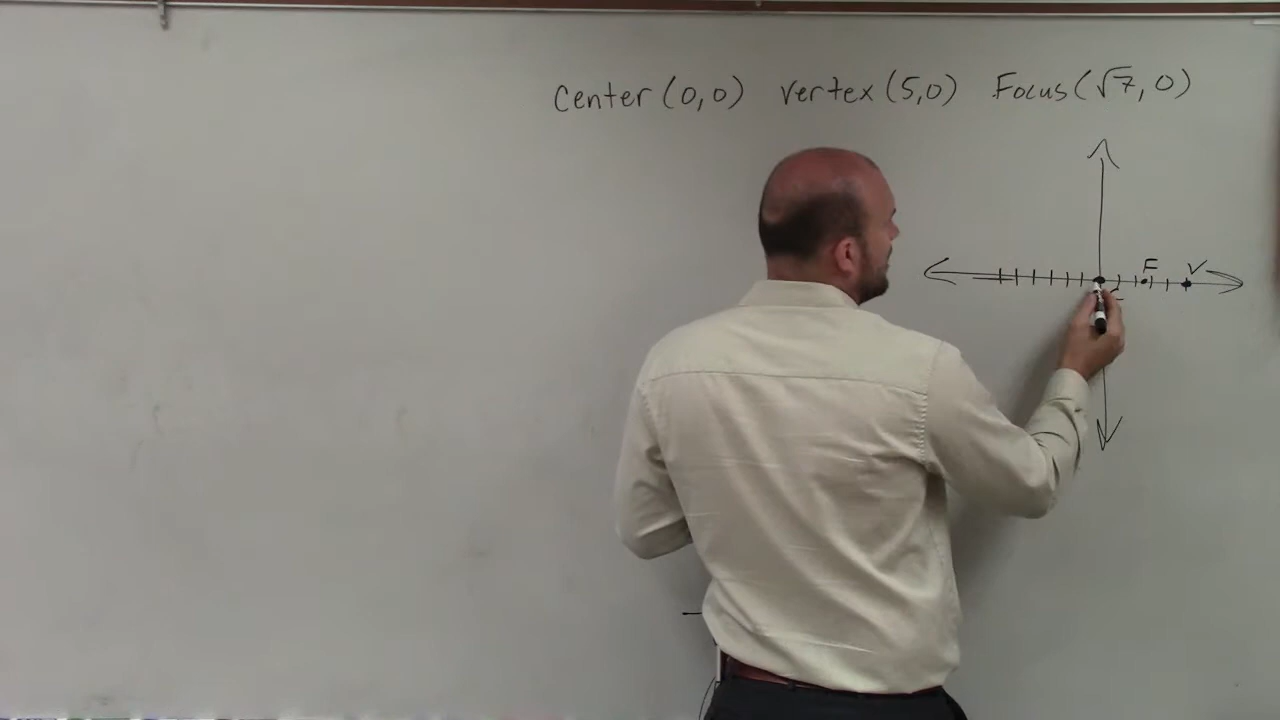 Center (0,0) Vertex (5,0) Focus (√7, 0)
F V
C